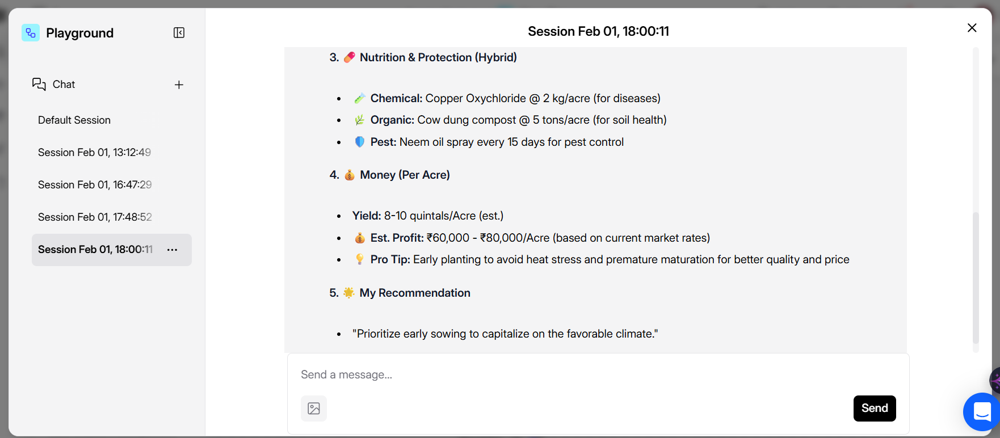 Playground
Chat
Default Session
Session Feb 01, 13:12:49
Session Feb 01, 16:47:29
Session Feb 01, 17:48:52
Session Feb 01, 18:00:11
Session Feb 01, 18:00:11
3. 💊 Nutrition & Protection (Hybrid)
• 🧪 Chemical: Copper Oxychloride @ 2 kg/acre (for diseases)
• 🌿 Organic: Cow dung compost @ 5 tons/acre (for soil health)
• 🛡️ Pest: Neem oil spray every 15 days for pest control
4. 💰 Money (Per Acre)
• Yield: 8-10 quintals/Acre (est.)
• 💰 Est. Profit: ₹60,000 - ₹80,000/Acre (based on current market rates)
• 💡 Pro Tip: Early planting to avoid heat stress and premature maturation for better quality and price
5. 🌟 My Recommendation
• "Prioritize early sowing to capitalize on the favorable climate."
Send a message...
Send